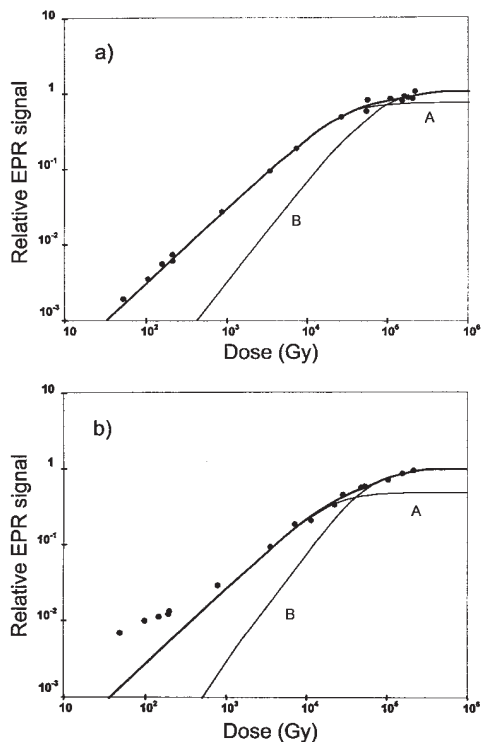 a)
Relative EPR signal
10
1
10⁻¹
10⁻²
10⁻³
A
B
10 10² 10³ 10⁴ 10⁵ 10⁶
Dose (Gy)
b)
Relative EPR signal
10
1
10⁻¹
10⁻²
10⁻³
A
B
10 10² 10³ 10⁴ 10⁵ 10⁶
Dose (Gy)